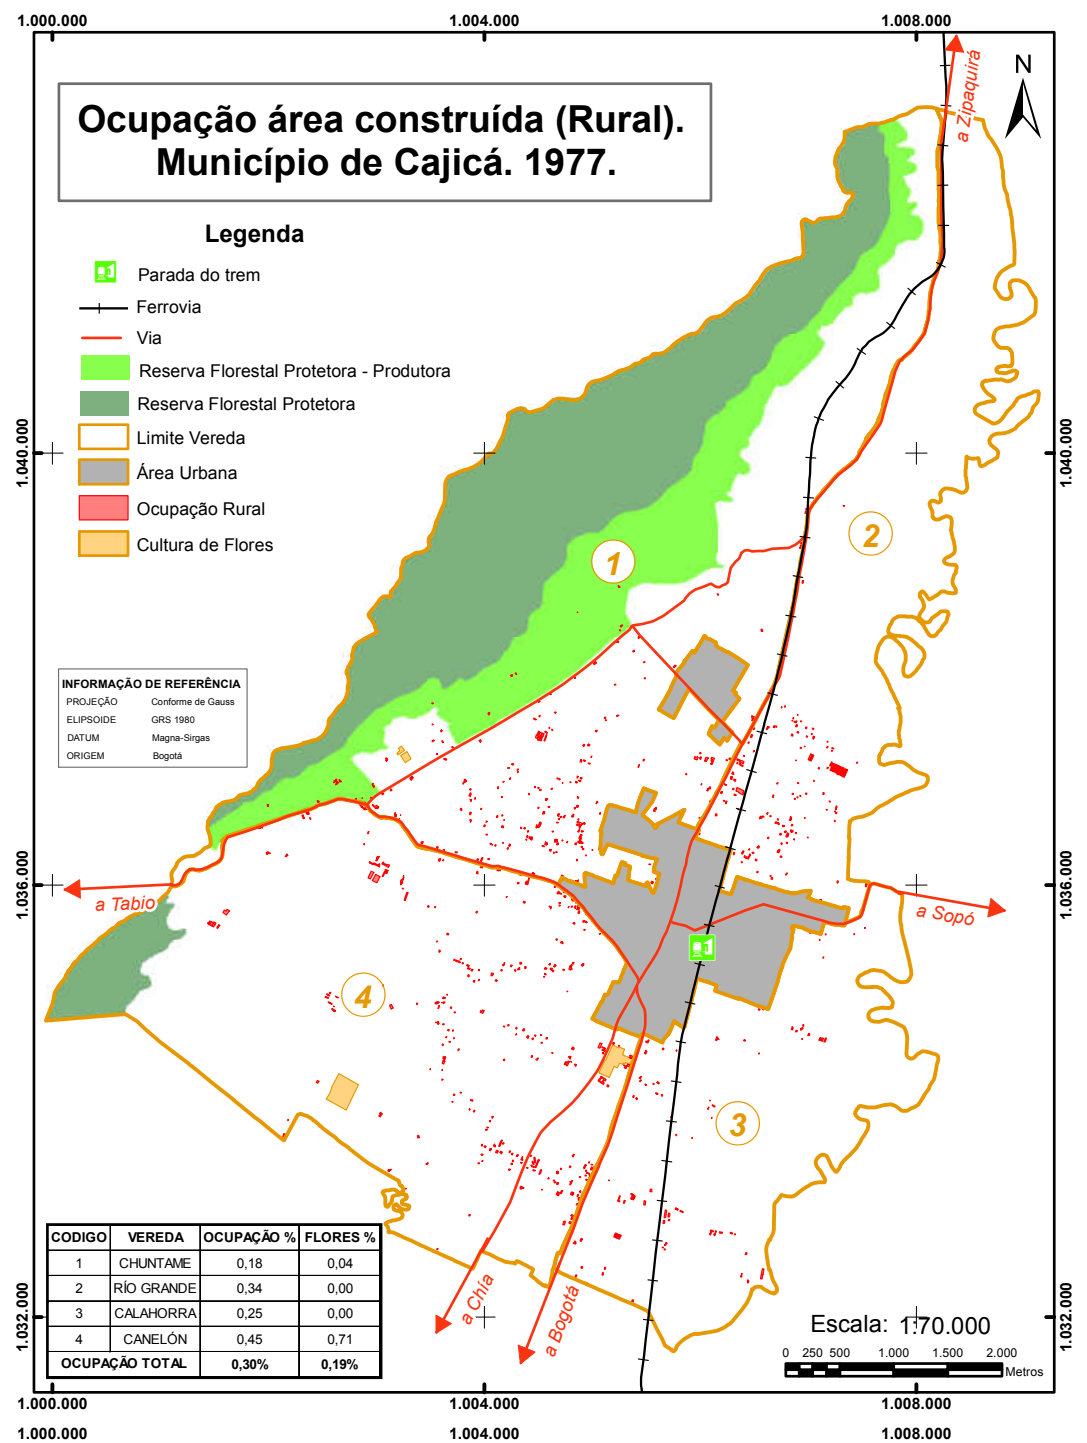 1.000.000 1.004.000 1.008.000
a Zipaquirá
N
Ocupação área construída (Rural).
Município de Cajicá. 1977.
Legenda
Parada do trem
Ferrovia
Via
Reserva Florestal Protetora - Produtora
Reserva Florestal Protetora
Limite Vereda
Área Urbana
Ocupação Rural
Cultura de Flores
1.040.000 1.040.000
2
1
INFORMAÇÃO DE REFERÊNCIA
PROJEÇÃO Conforme de Gauss
ELIPSOIDE GRS 1980
DATUM Magna-Sirgas
ORIGEM Bogotá
1.036.000 1.036.000
a Tabio
a Sopó
4
3
CODIGO VEREDA OCUPAÇÃO % FLORES %
1 CHUNTAME 0,18 0,04
2 RÍO GRANDE 0,34 0,00
3 CALAHORRA 0,25 0,00
4 CANELÓN 0,45 0,71
OCUPAÇÃO TOTAL 0,30% 0,19%
1.032.000 1.032.000
a Chía
a Bogotá
Escala: 1:70.000
0 250 500 1.000 1.500 2.000
Metros
1.000.000 1.004.000 1.008.000
1.000.000 1.004.000 1.008.000